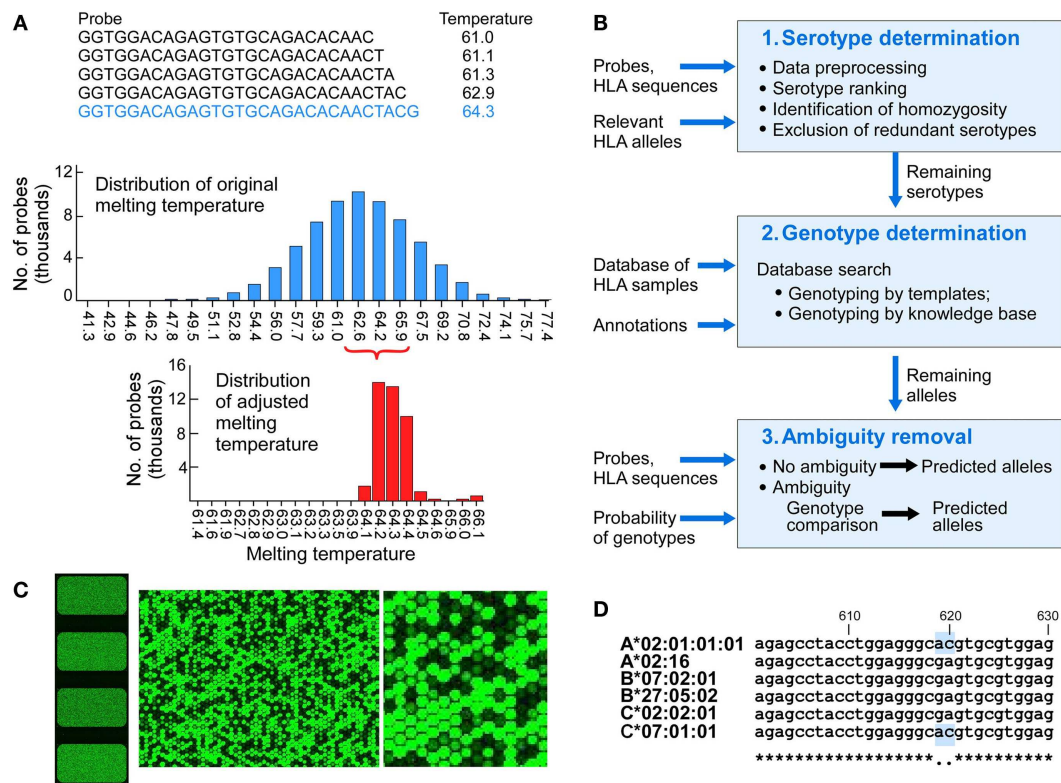 A
Probe Temperature
GGTGGACAGAGTGTGCAGACACAAC 61.0
GGTGGACAGAGTGTGCAGACACAACT 61.1
GGTGGACAGAGTGTGCAGACACAACTA 61.3
GGTGGACAGAGTGTGCAGACACAACTAC 62.9
GGTGGACAGAGTGTGCAGACACAACTACG 64.3
No. of probes
(thousands)
12
8
4
0
Distribution of original
melting temperature
41.3 42.9 44.6 46.2 47.8 49.5 51.1 52.8 54.4 56.0 57.7 59.3 61.0 62.6 64.2 65.9 67.5 69.2 70.8 72.4 74.1 75.7 77.4
No. of probes
(thousands)
16
12
8
4
Distribution
of adjusted
melting
temperature
61.4 61.6 61.9 62.9 63.1 63.2 63.3 63.5 63.9 64.1 64.2 64.4 64.5 64.6 65.9 66.0 66.1
Melting temperature
B
Probes,
HLA sequences
Relevant
HLA alleles
1. Serotype determination
• Data preprocessing
• Serotype ranking
• Identification of homozygosity
• Exclusion of redundant serotypes
Remaining
serotypes
Database of
HLA samples
Annotations
2. Genotype determination
Database search
• Genotyping by templates;
• Genotyping by knowledge base
Remaining
alleles
Probes,
HLA sequences
Probability
of genotypes
3. Ambiguity removal
• No ambiguity Predicted alleles
• Ambiguity
Genotype Predicted
comparison alleles
C
D
610 620 630
A*02:01:01:01 agagcctacctggagggcacgtgcgtggag
A*02:16 agagcctacctggagggcgagtgcgtggag
B*07:02:01 agagcctacctggagggcgagtgcgtggag
B*27:05:02 agagcctacctggagggcgagtgcgtggag
C*02:02:01 agagcctacctggagggcgagtgcgtggag
C*07:01:01 agagcctacctggagggcacgtgcgtggag
******************..**********